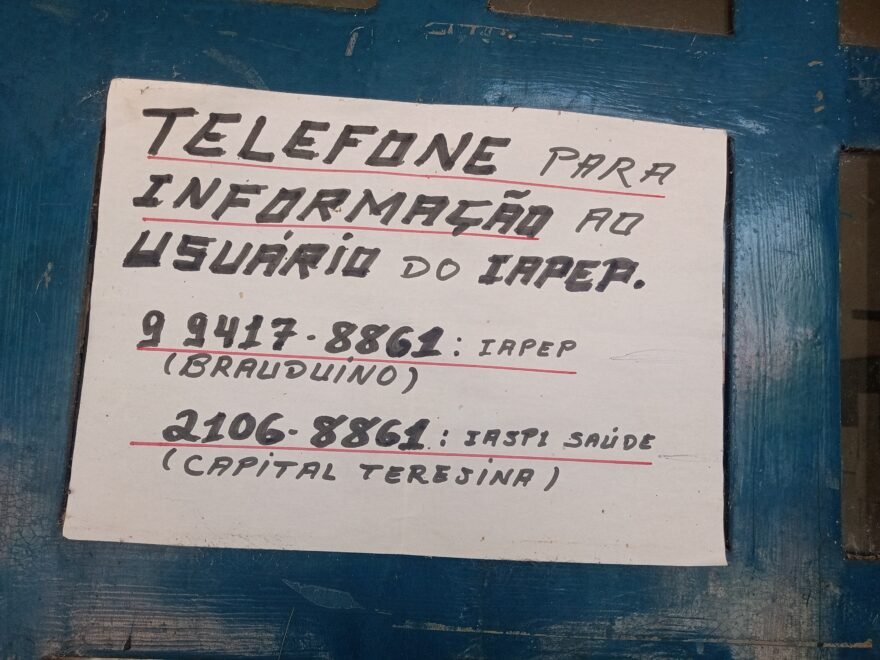 TELEFONE PARA
INFORMAÇÃO AO
USUÁRIO DO IAPEP.
9 9417-8861: IAPEP
(BRAUDUINO)
2106-8861: IASPI SAÚDE
(CAPITAL TERESINA)